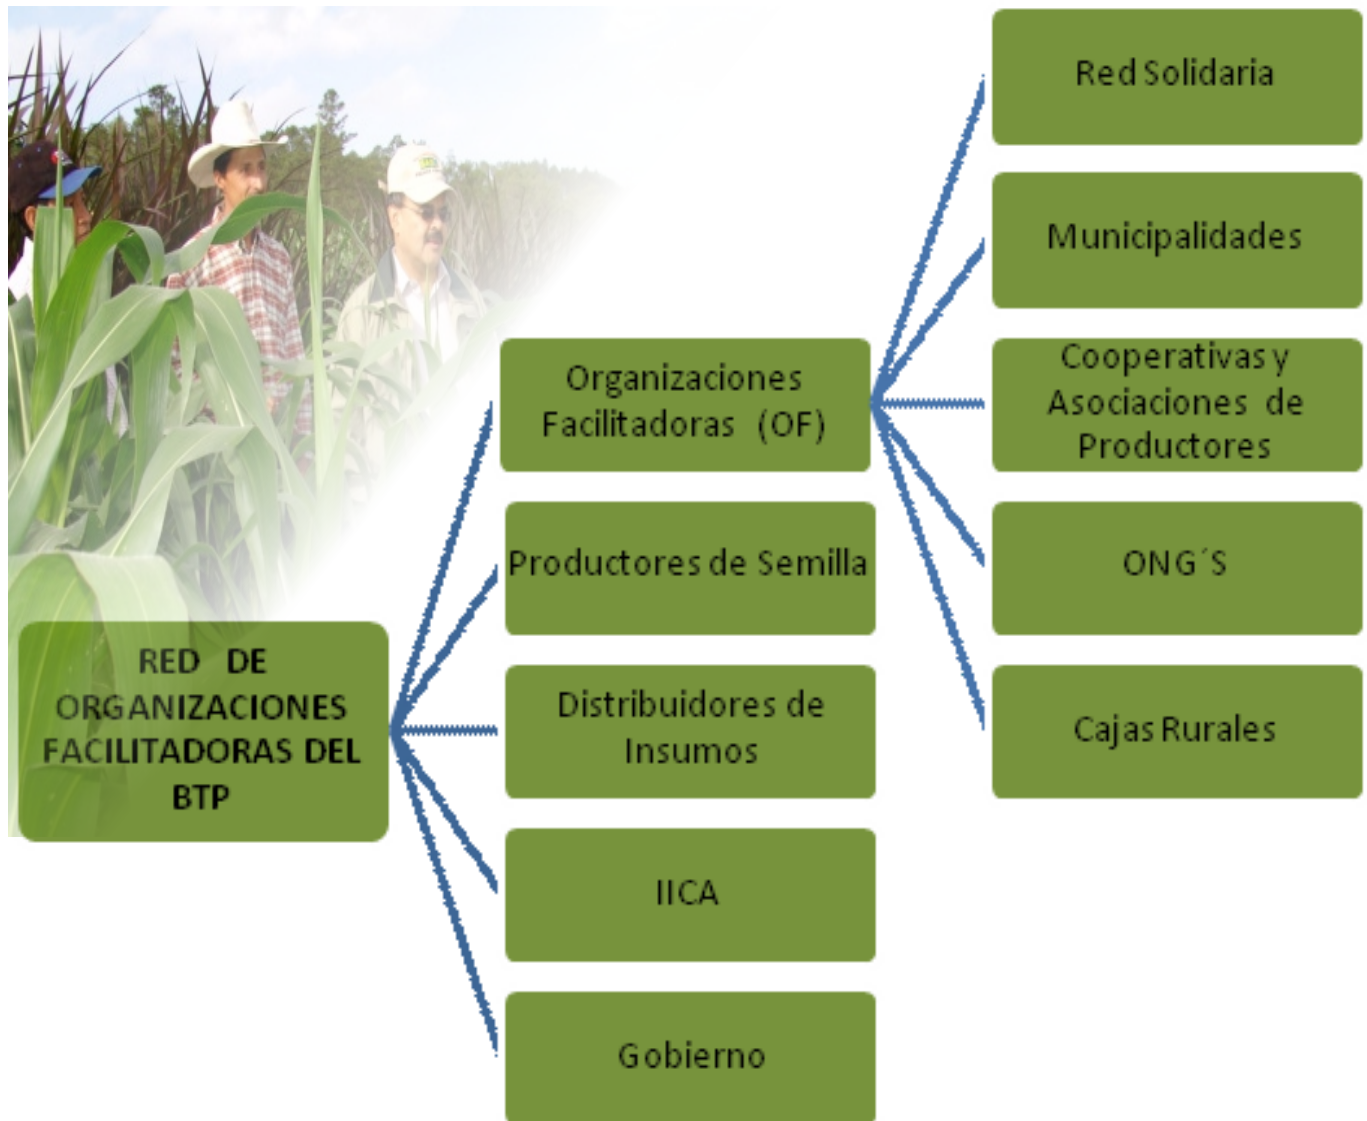 RED DE
ORGANIZACIONES
FACILITADORAS DEL
BTP
Organizaciones
Facilitadoras (OF)
Productores de Semilla
Distribuidores de
Insumos
IICA
Gobierno
Red Solidaria
Municipalidades
Cooperativas y
Asociaciones de
Productores
ONG´S
Cajas Rurales